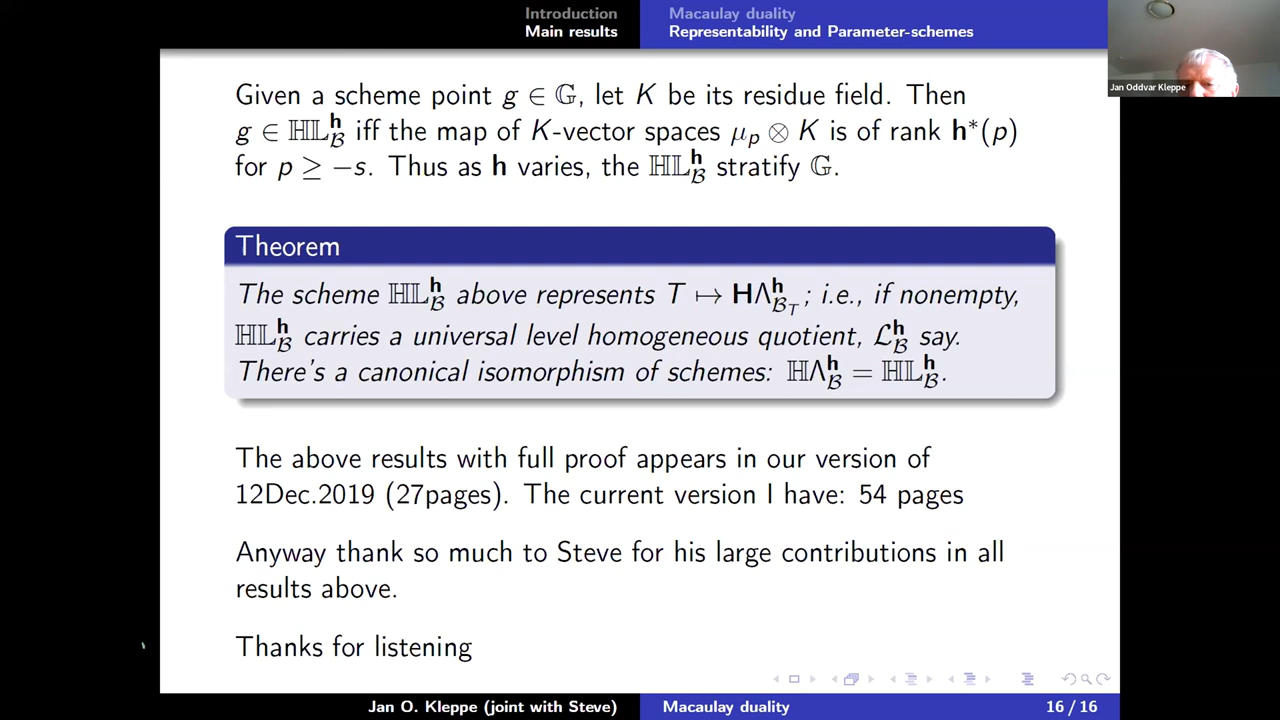 Introduction
Main results
Macaulay duality
Representability and Parameter-schemes
Jan Oddvar Kleppe
Given a scheme point g ∈ 𝔾, let K be its residue field. Then
g ∈ ℍ𝕃^𝐡_ℬ iff the map of K-vector spaces μ_p ⊗ K is of rank 𝐡*(p)
for p ≥ −s. Thus as 𝐡 varies, the ℍ𝕃^𝐡_ℬ stratify 𝔾.
Theorem
The scheme ℍ𝕃^𝐡_ℬ above represents T ↦ 𝐇Λ^𝐡_{ℬ_T}; i.e., if nonempty,
ℍ𝕃^𝐡_ℬ carries a universal level homogeneous quotient, ℒ^𝐡_ℬ say.
There's a canonical isomorphism of schemes: ℍΛ^𝐡_ℬ = ℍ𝕃^𝐡_ℬ.
The above results with full proof appears in our version of
12Dec.2019 (27pages). The current version I have: 54 pages
Anyway thank so much to Steve for his large contributions in all
results above.
Thanks for listening
Jan O. Kleppe (joint with Steve)
Macaulay duality
16 / 16